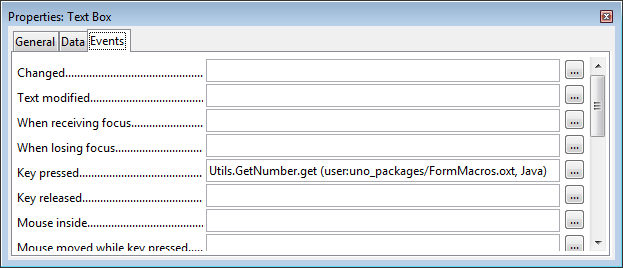 Properties: Text Box
General Data Events
Changed................................................
Text modified.......................................
When receiving focus.........................
When losing focus..............................
Key pressed......................................... Utils.GetNumber.get (user:uno_packages/FormMacros.oxt, Java)
Key released........................................
Mouse inside.......................................
Mouse moved while key pressed.....